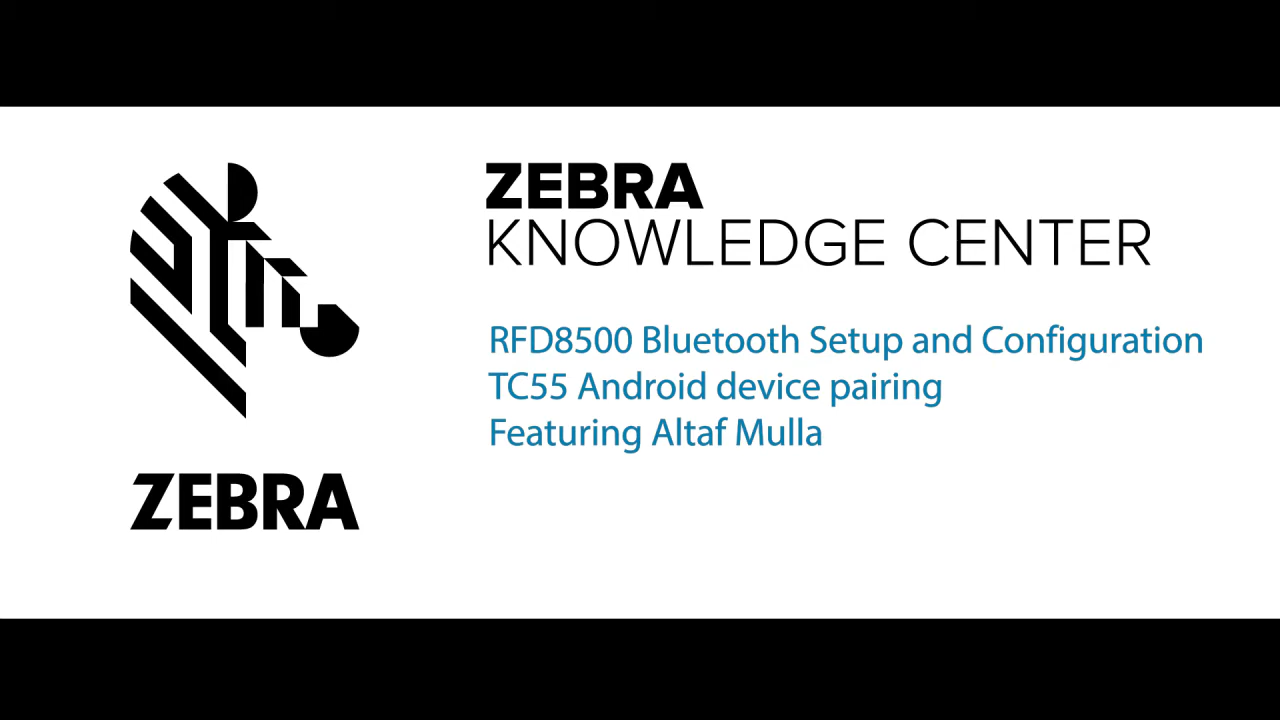 ZEBRA
KNOWLEDGE CENTER
RFD8500 Bluetooth Setup and Configuration
TC55 Android device pairing
Featuring Altaf Mulla
ZEBRA